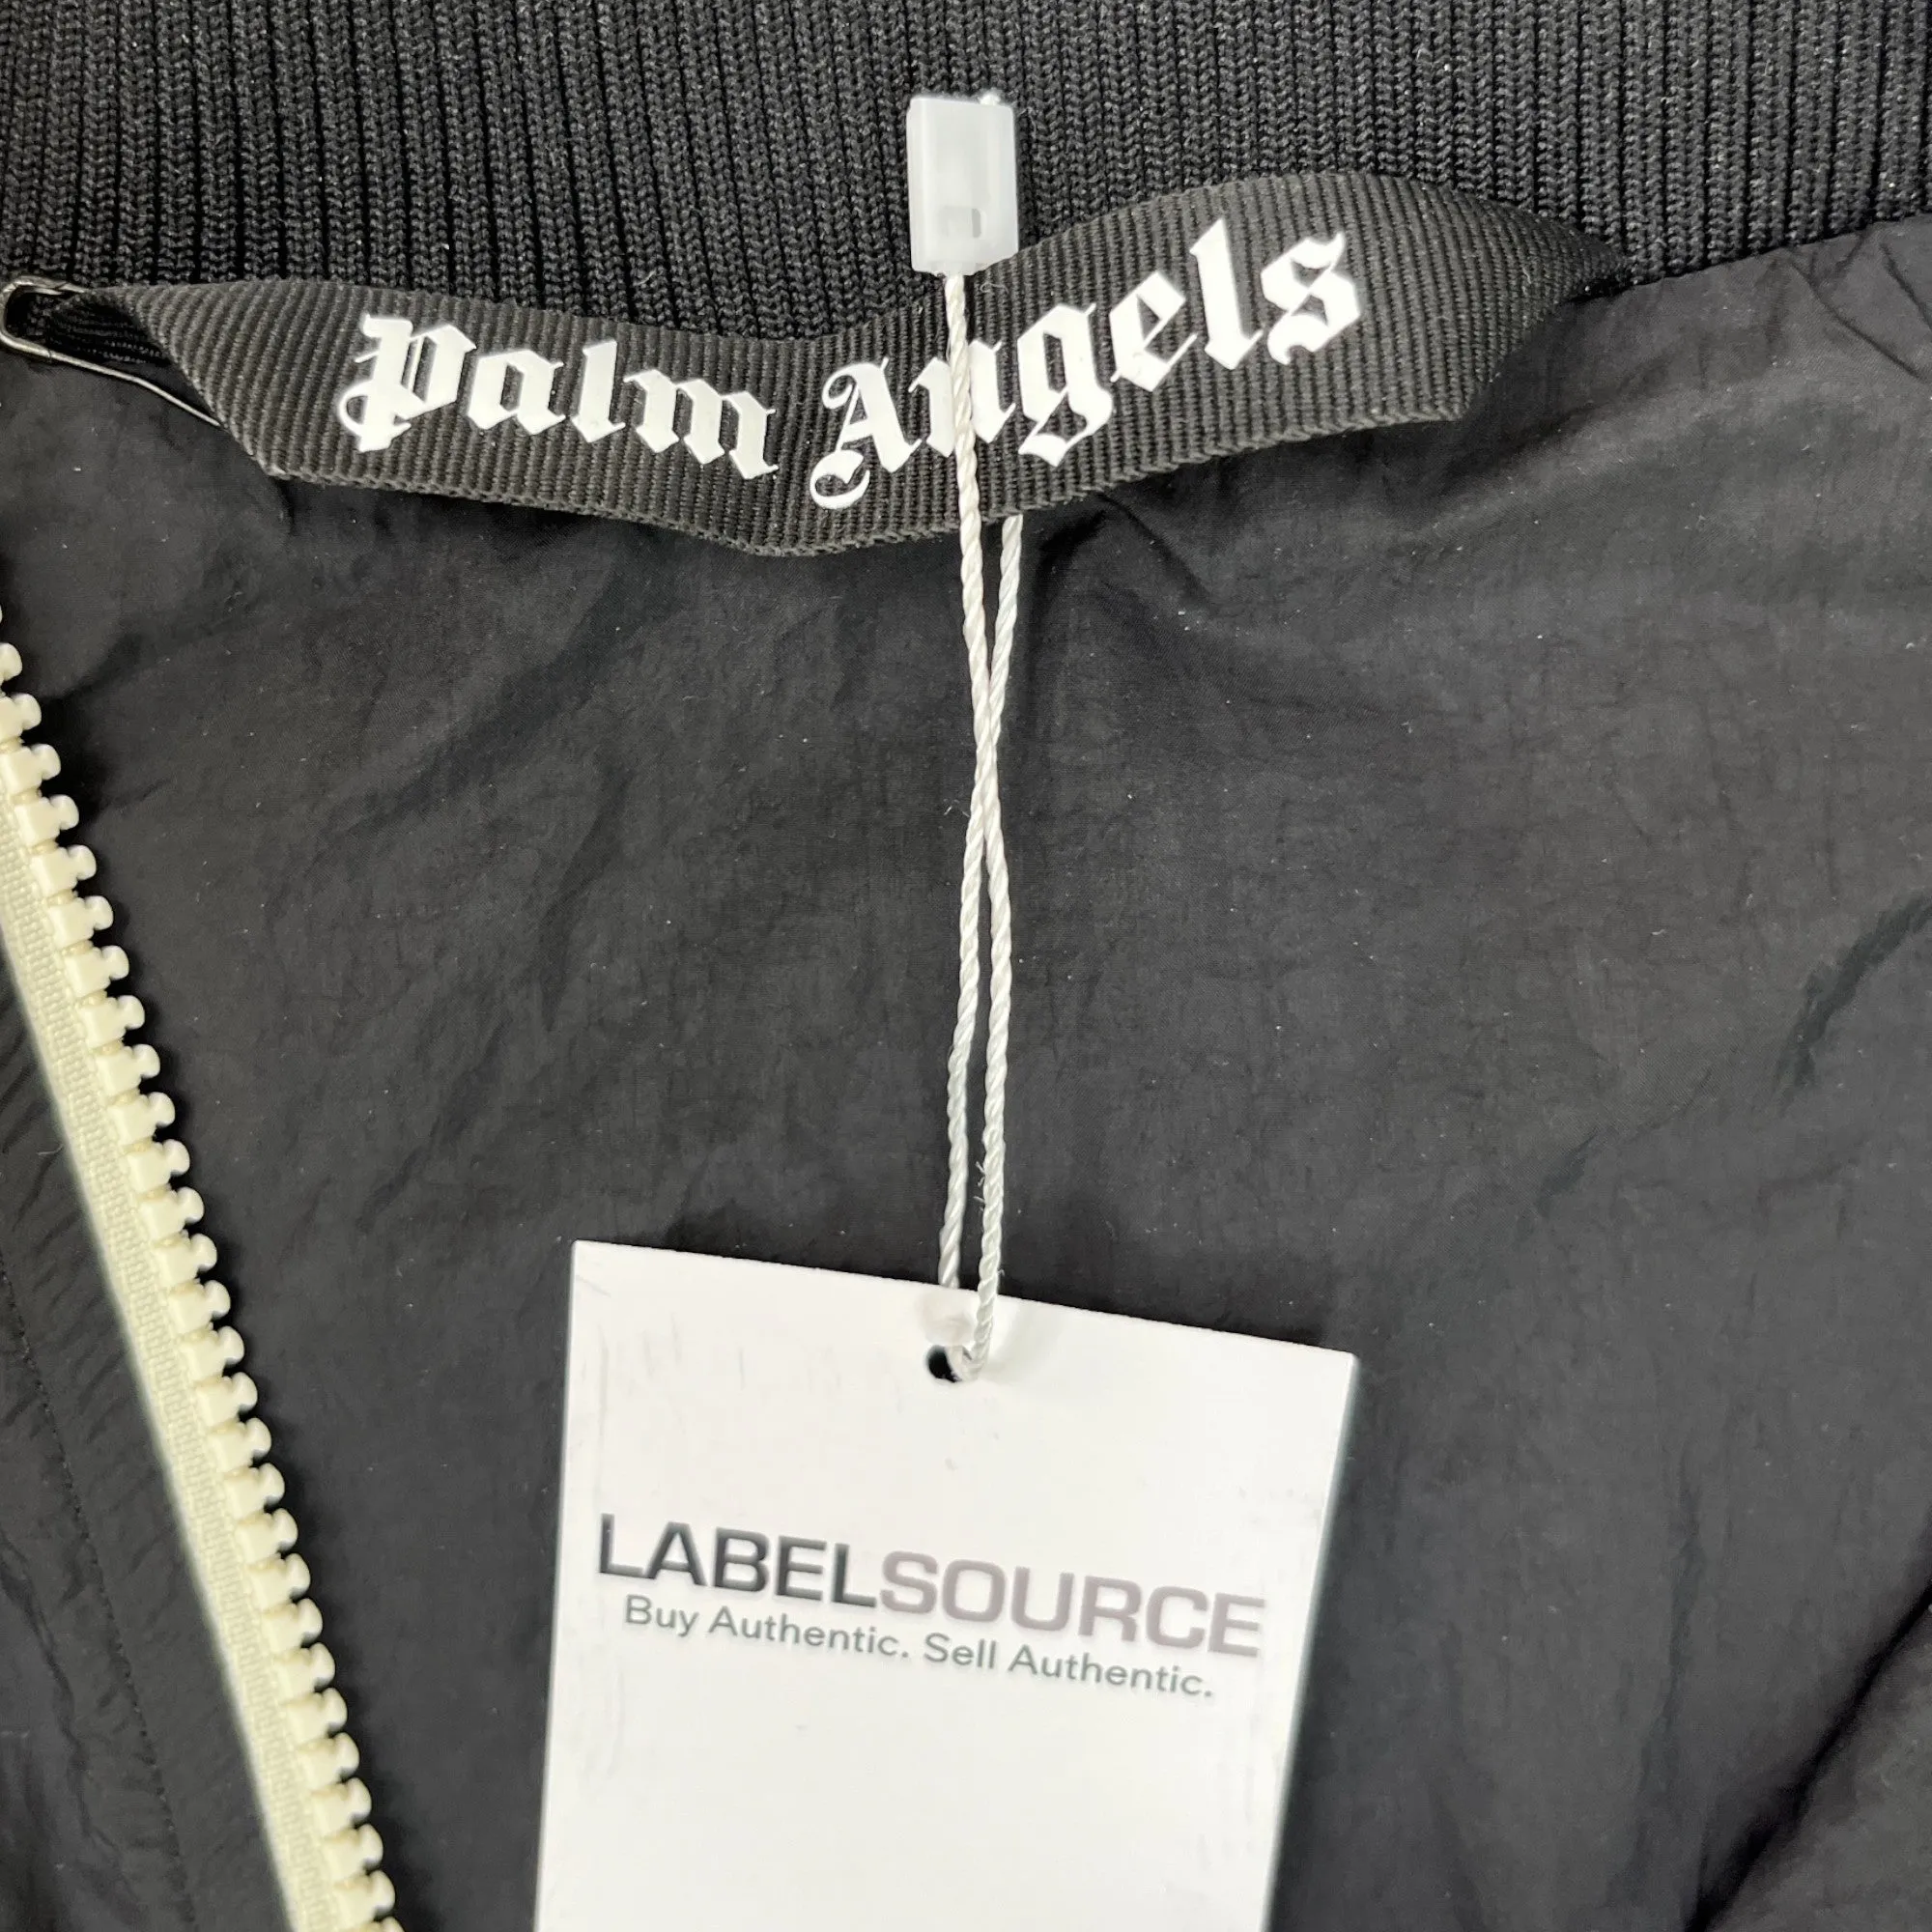 Palm Angels
LABELSOURCE
Buy Authentic. Sell Authentic.